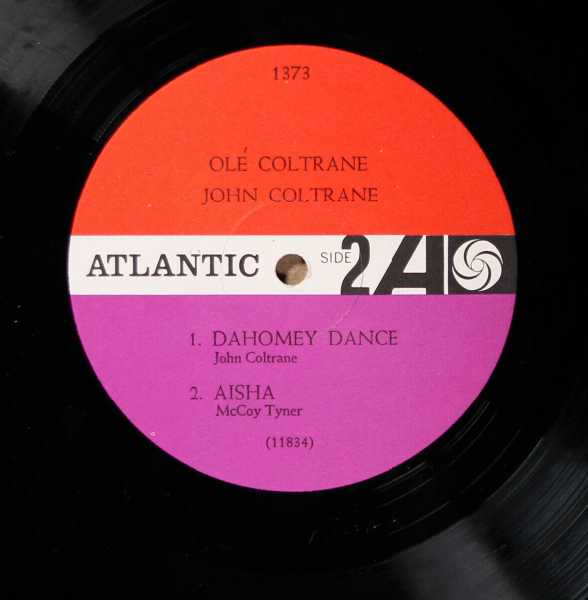 1373
OLÉ COLTRANE
JOHN COLTRANE
ATLANTIC SIDE 2 A
1. DAHOMEY DANCE
John Coltrane
2. AISHA
McCoy Tyner
(11834)